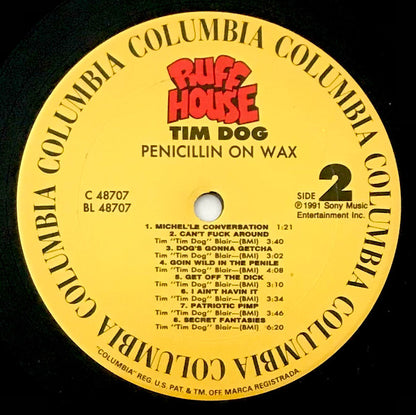 COLUMBIA COLUMBIA COLUMBIA COLUMBIA COLUMBIA COLUMBIA COLUMBIA
RUFF
HOUSE
TIM DOG
PENICILLIN ON WAX
C 48707
BL 48707
SIDE 2
℗1991 Sony Music
Entertainment Inc.
1. MICHEL'LE CONVERSATION 1:21
2. CAN'T FUCK AROUND
Tim "Tim Dog" Blair—(BMI) 3:40
3. DOG'S GONNA GETCHA
Tim "Tim Dog" Blair—(BMI) 3:02
4. GOIN WILD IN THE PENILE
Tim "Tim Dog" Blair—(BMI) 4:08
5. GET OFF THE DICK
Tim "Tim Dog" Blair—(BMI) 3:30
6. I AIN'T HAVIN IT
Tim "Tim Dog" Blair—(BMI) 3:34
7. PATRIOTIC PIMP
Tim "Tim Dog" Blair—(BMI) 3:46
8. SECRET FANTASIES
Tim "Tim Dog" Blair—(BMI) 6:20
"COLUMBIA" REG. U.S. PAT. & TM. OFF. MARCA REGISTRADA.